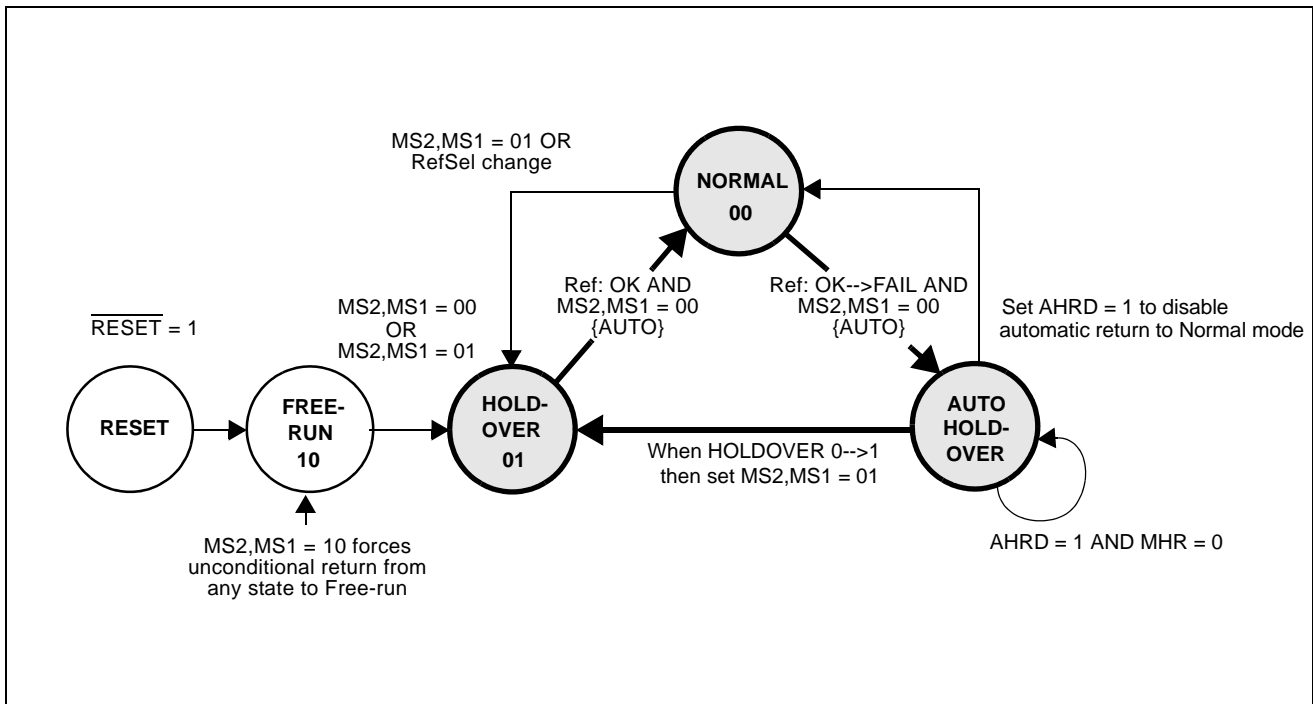 MS2,MS1 = 01 OR
RefSel change
NORMAL
00
Ref: OK AND
MS2,MS1 = 00
{AUTO}
Ref: OK-->FAIL AND
MS2,MS1 = 00
{AUTO}
MS2,MS1 = 00
OR
MS2,MS1 = 01
RESET = 1
Set AHRD = 1 to disable
automatic return to Normal mode
RESET
FREE-
RUN
10
HOLD-
OVER
01
AUTO
HOLD-
OVER
When HOLDOVER 0-->1
then set MS2,MS1 = 01
MS2,MS1 = 10 forces
unconditional return from
any state to Free-run
AHRD = 1 AND MHR = 0